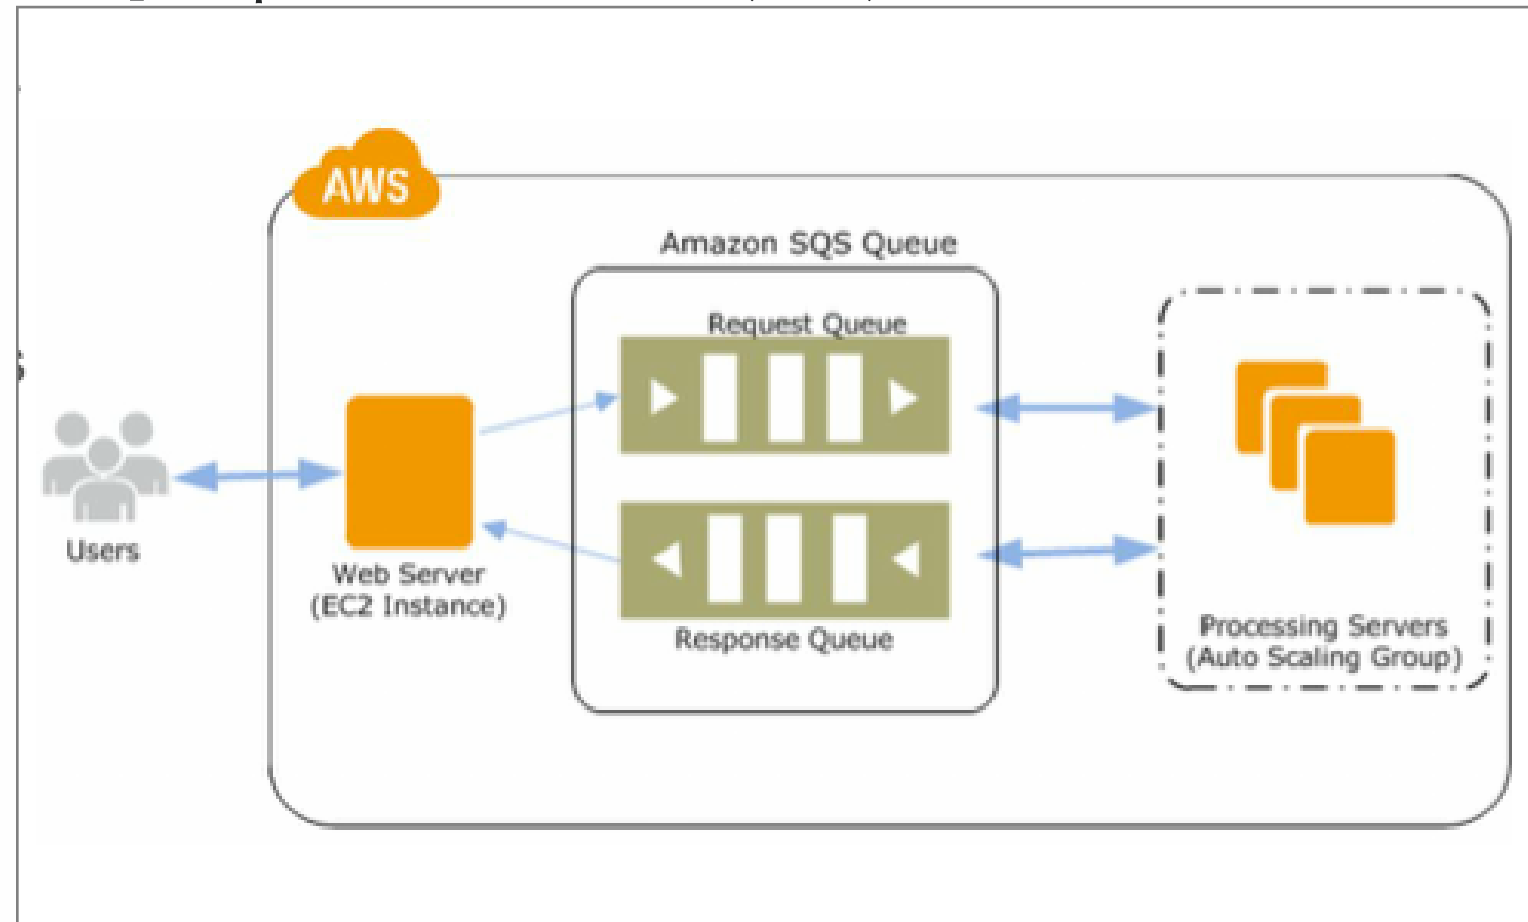 AWS
Amazon SQS Queue
Request Queue
Response Queue
Users
Web Server
(EC2 Instance)
Processing Servers
(Auto Scaling Group)